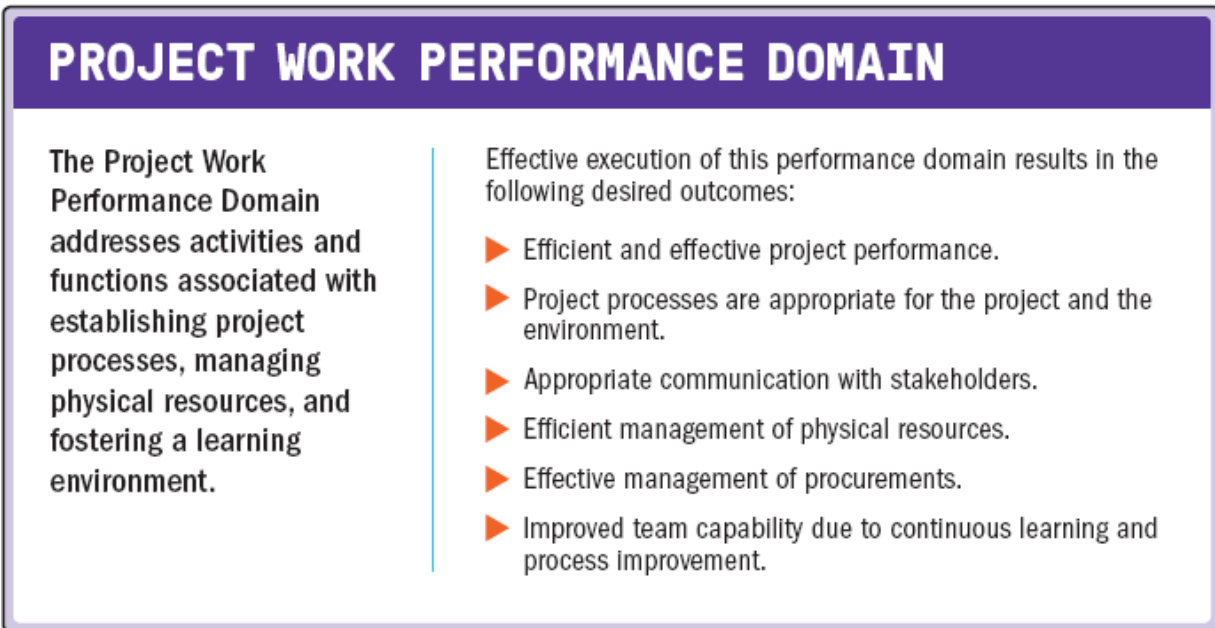 PROJECT WORK PERFORMANCE DOMAIN
The Project Work
Performance Domain
addresses activities and
functions associated with
establishing project
processes, managing
physical resources, and
fostering a learning
environment.
Effective execution of this performance domain results in the
following desired outcomes:
Efficient and effective project performance.
Project processes are appropriate for the project and the
environment.
Appropriate communication with stakeholders.
Efficient management of physical resources.
Effective management of procurements.
Improved team capability due to continuous learning and
process improvement.